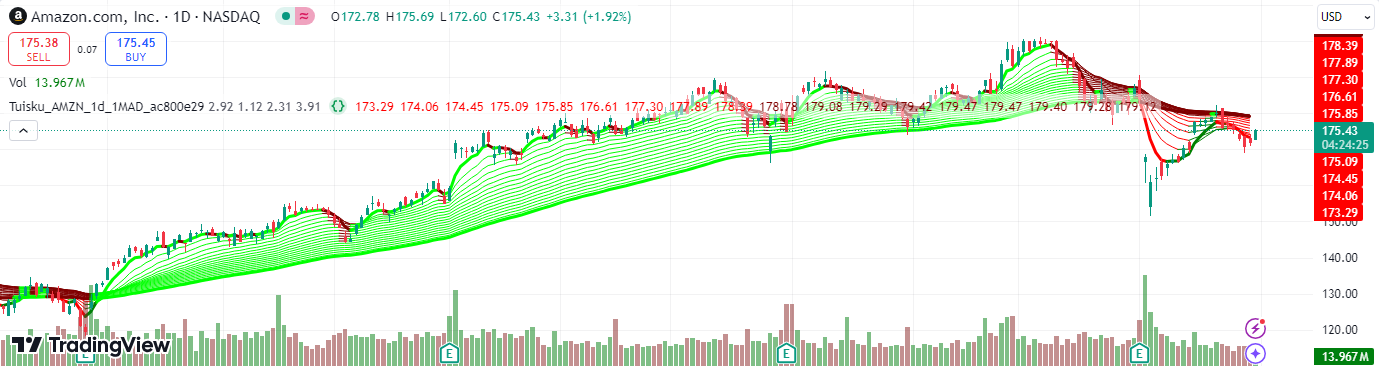 Amazon.com, Inc. · 1D · NASDAQ
O172.78 H175.69 L172.60 C175.43 +3.31 (+1.92%)
USD
175.38
SELL
0.07
175.45
BUY
Vol 13.967M
Tuisku_AMZN_1d_1MAD_ac800e29 2.92 1.12 2.31 3.91 {} 173.29 174.06 174.45 175.09 175.85 176.61 177.30 177.89 178.39 178.78 179.08 179.29 179.42 179.47 179.47 179.40 179.28 179.12
178.39
177.89
177.30
176.61
175.85
175.43
04:24:25
175.09
174.45
174.06
173.29
150.00
140.00
130.00
120.00
13.967M
TradingView
E
E
E
E